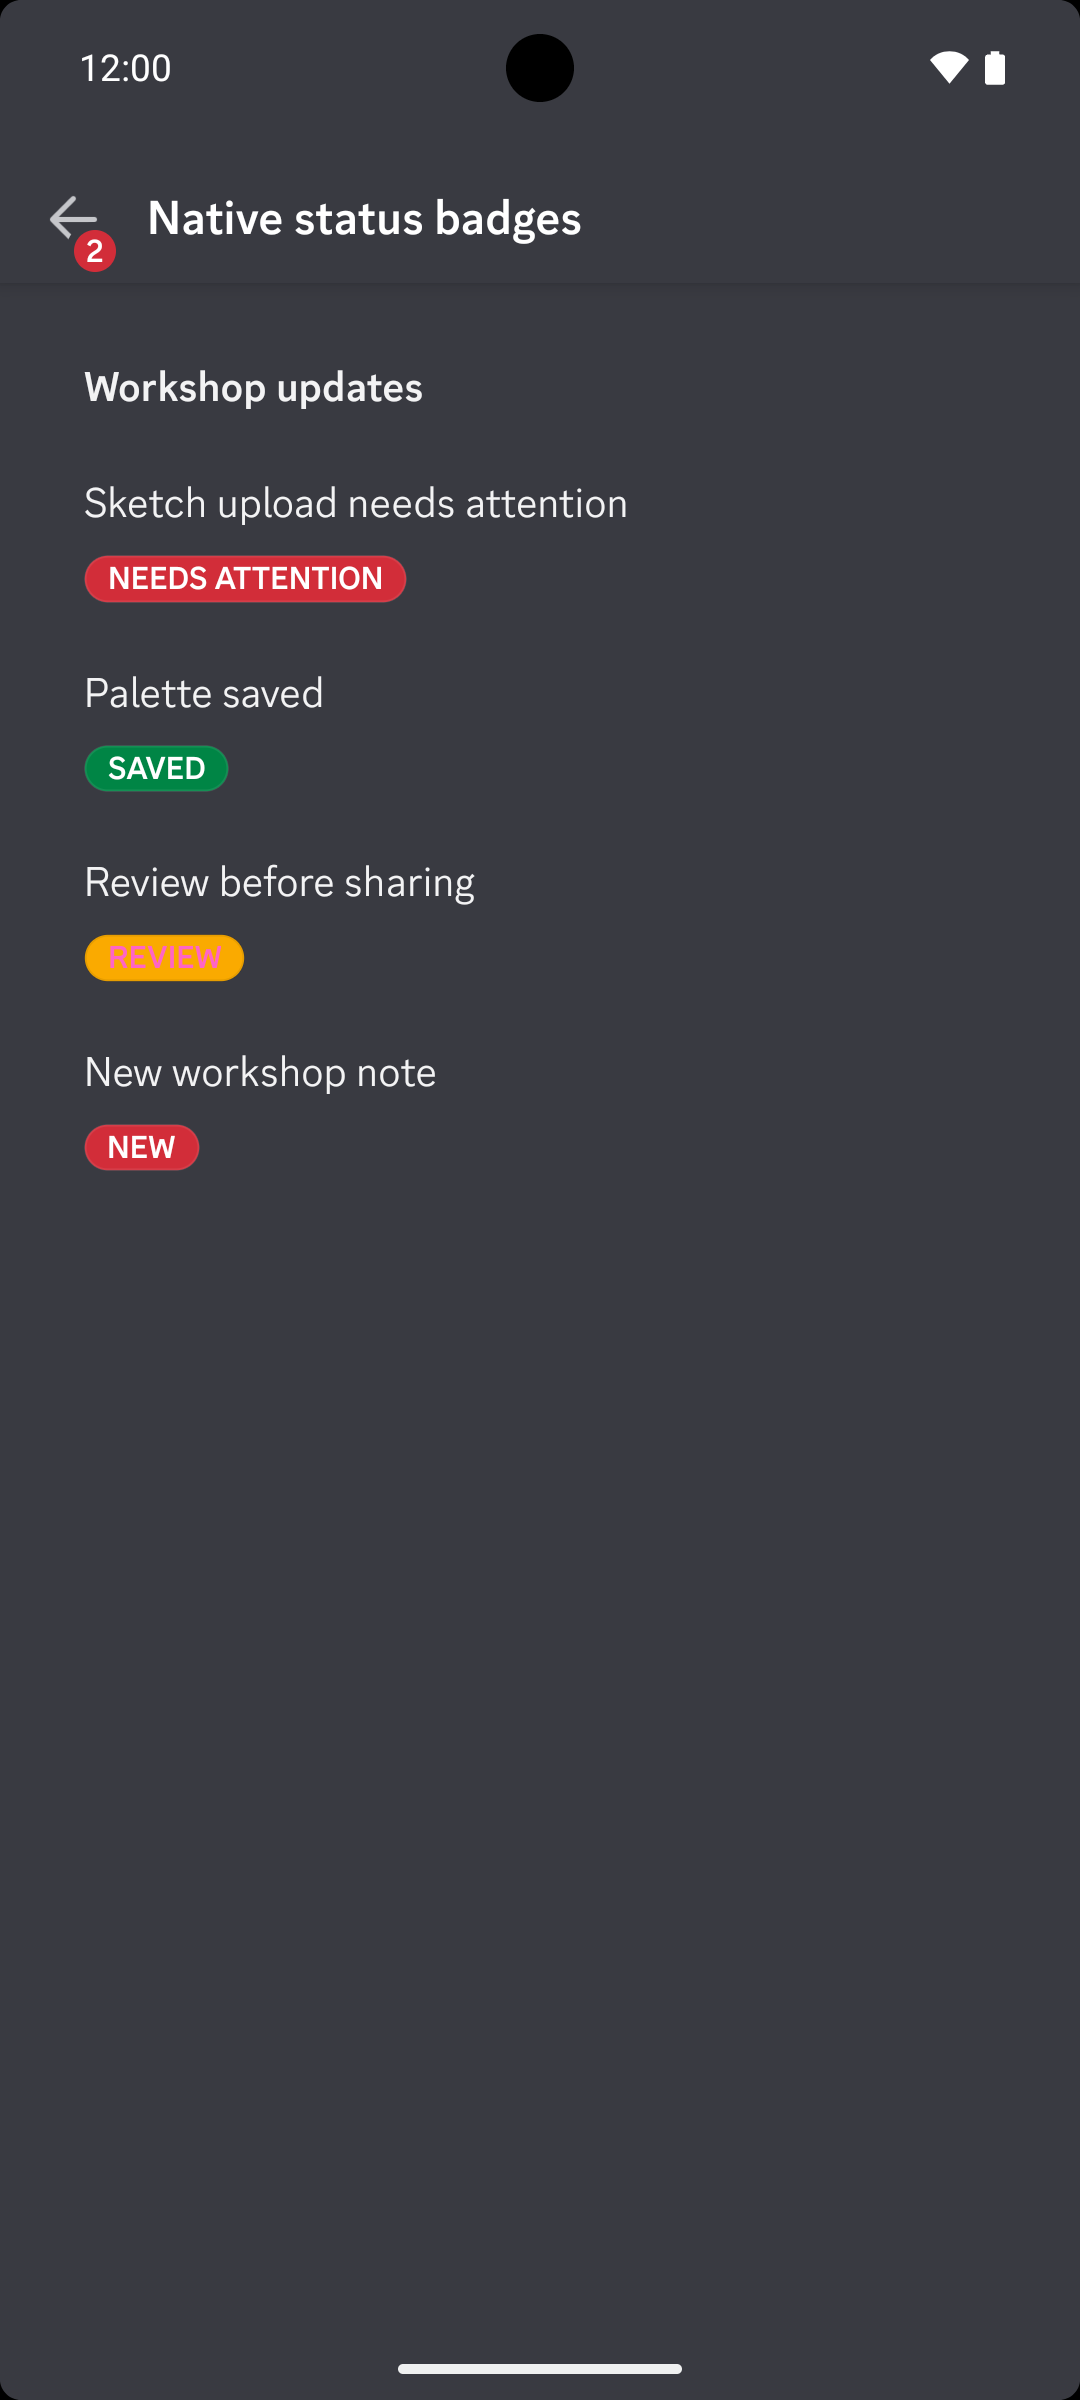 12:00
2
Native status badges
Workshop updates
Sketch upload needs attention
NEEDS ATTENTION
Palette saved
SAVED
Review before sharing
REVIEW
New workshop note
NEW